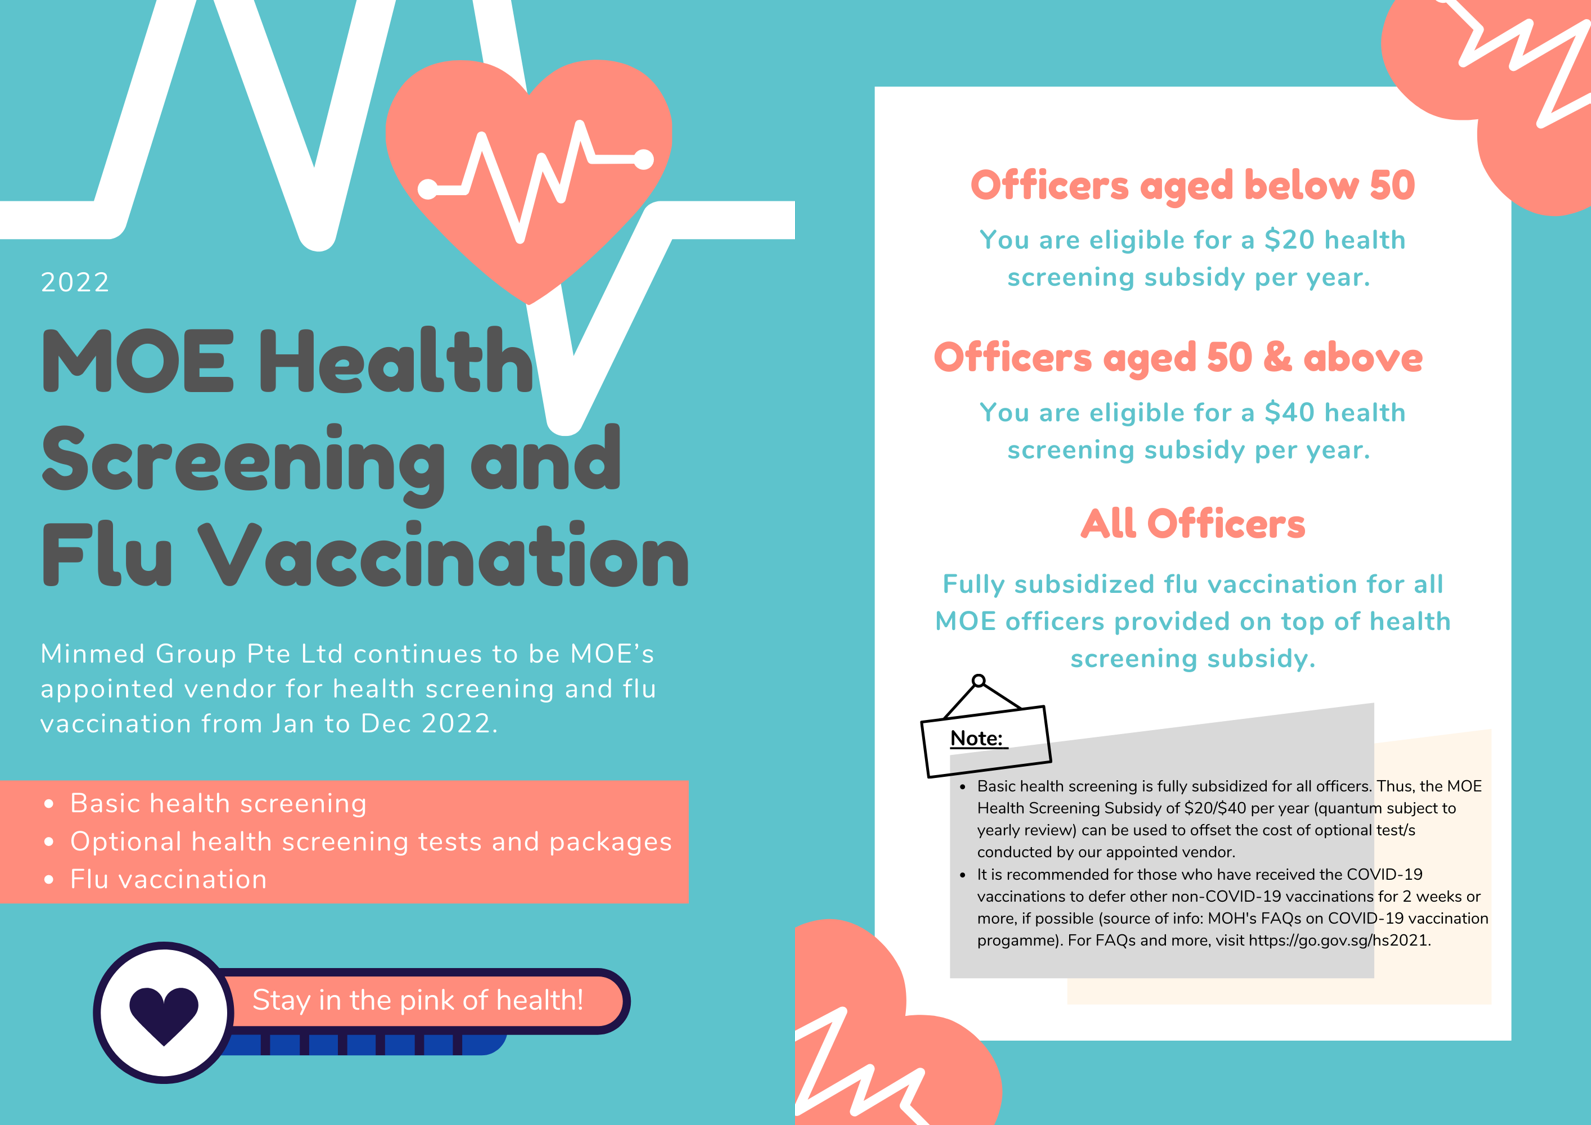 2022
MOE Health
Screening and
Flu Vaccination
Minmed Group Pte Ltd continues to be MOE’s
appointed vendor for health screening and flu
vaccination from Jan to Dec 2022.
• Basic health screening
• Optional health screening tests and packages
• Flu vaccination
Stay in the pink of health!
Officers aged below 50
You are eligible for a $20 health
screening subsidy per year.
Officers aged 50 & above
You are eligible for a $40 health
screening subsidy per year.
All Officers
Fully subsidized flu vaccination for all
MOE officers provided on top of health
screening subsidy.
Note:
• Basic health screening is fully subsidized for all officers. Thus, the MOE
Health Screening Subsidy of $20/$40 per year (quantum subject to
yearly review) can be used to offset the cost of optional test/s
conducted by our appointed vendor.
• It is recommended for those who have received the COVID-19
vaccinations to defer other non-COVID-19 vaccinations for 2 weeks or
more, if possible (source of info: MOH's FAQs on COVID-19 vaccination
progamme). For FAQs and more, visit https://go.gov.sg/hs2021.